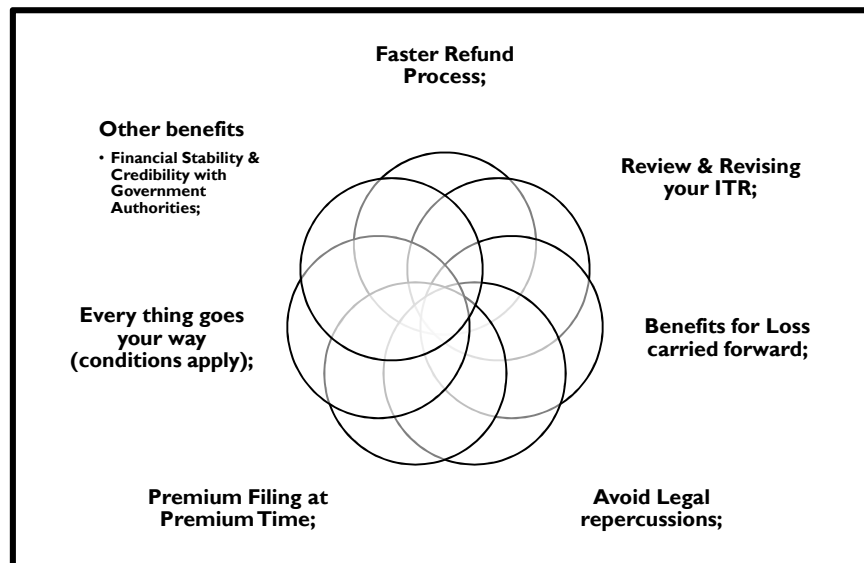 Faster Refund
Process;
Other benefits
• Financial Stability &
Credibility with
Government
Authorities;
Review & Revising
your ITR;
Every thing goes
your way
(conditions apply);
Benefits for Loss
carried forward;
Premium Filing at
Premium Time;
Avoid Legal
repercussions;